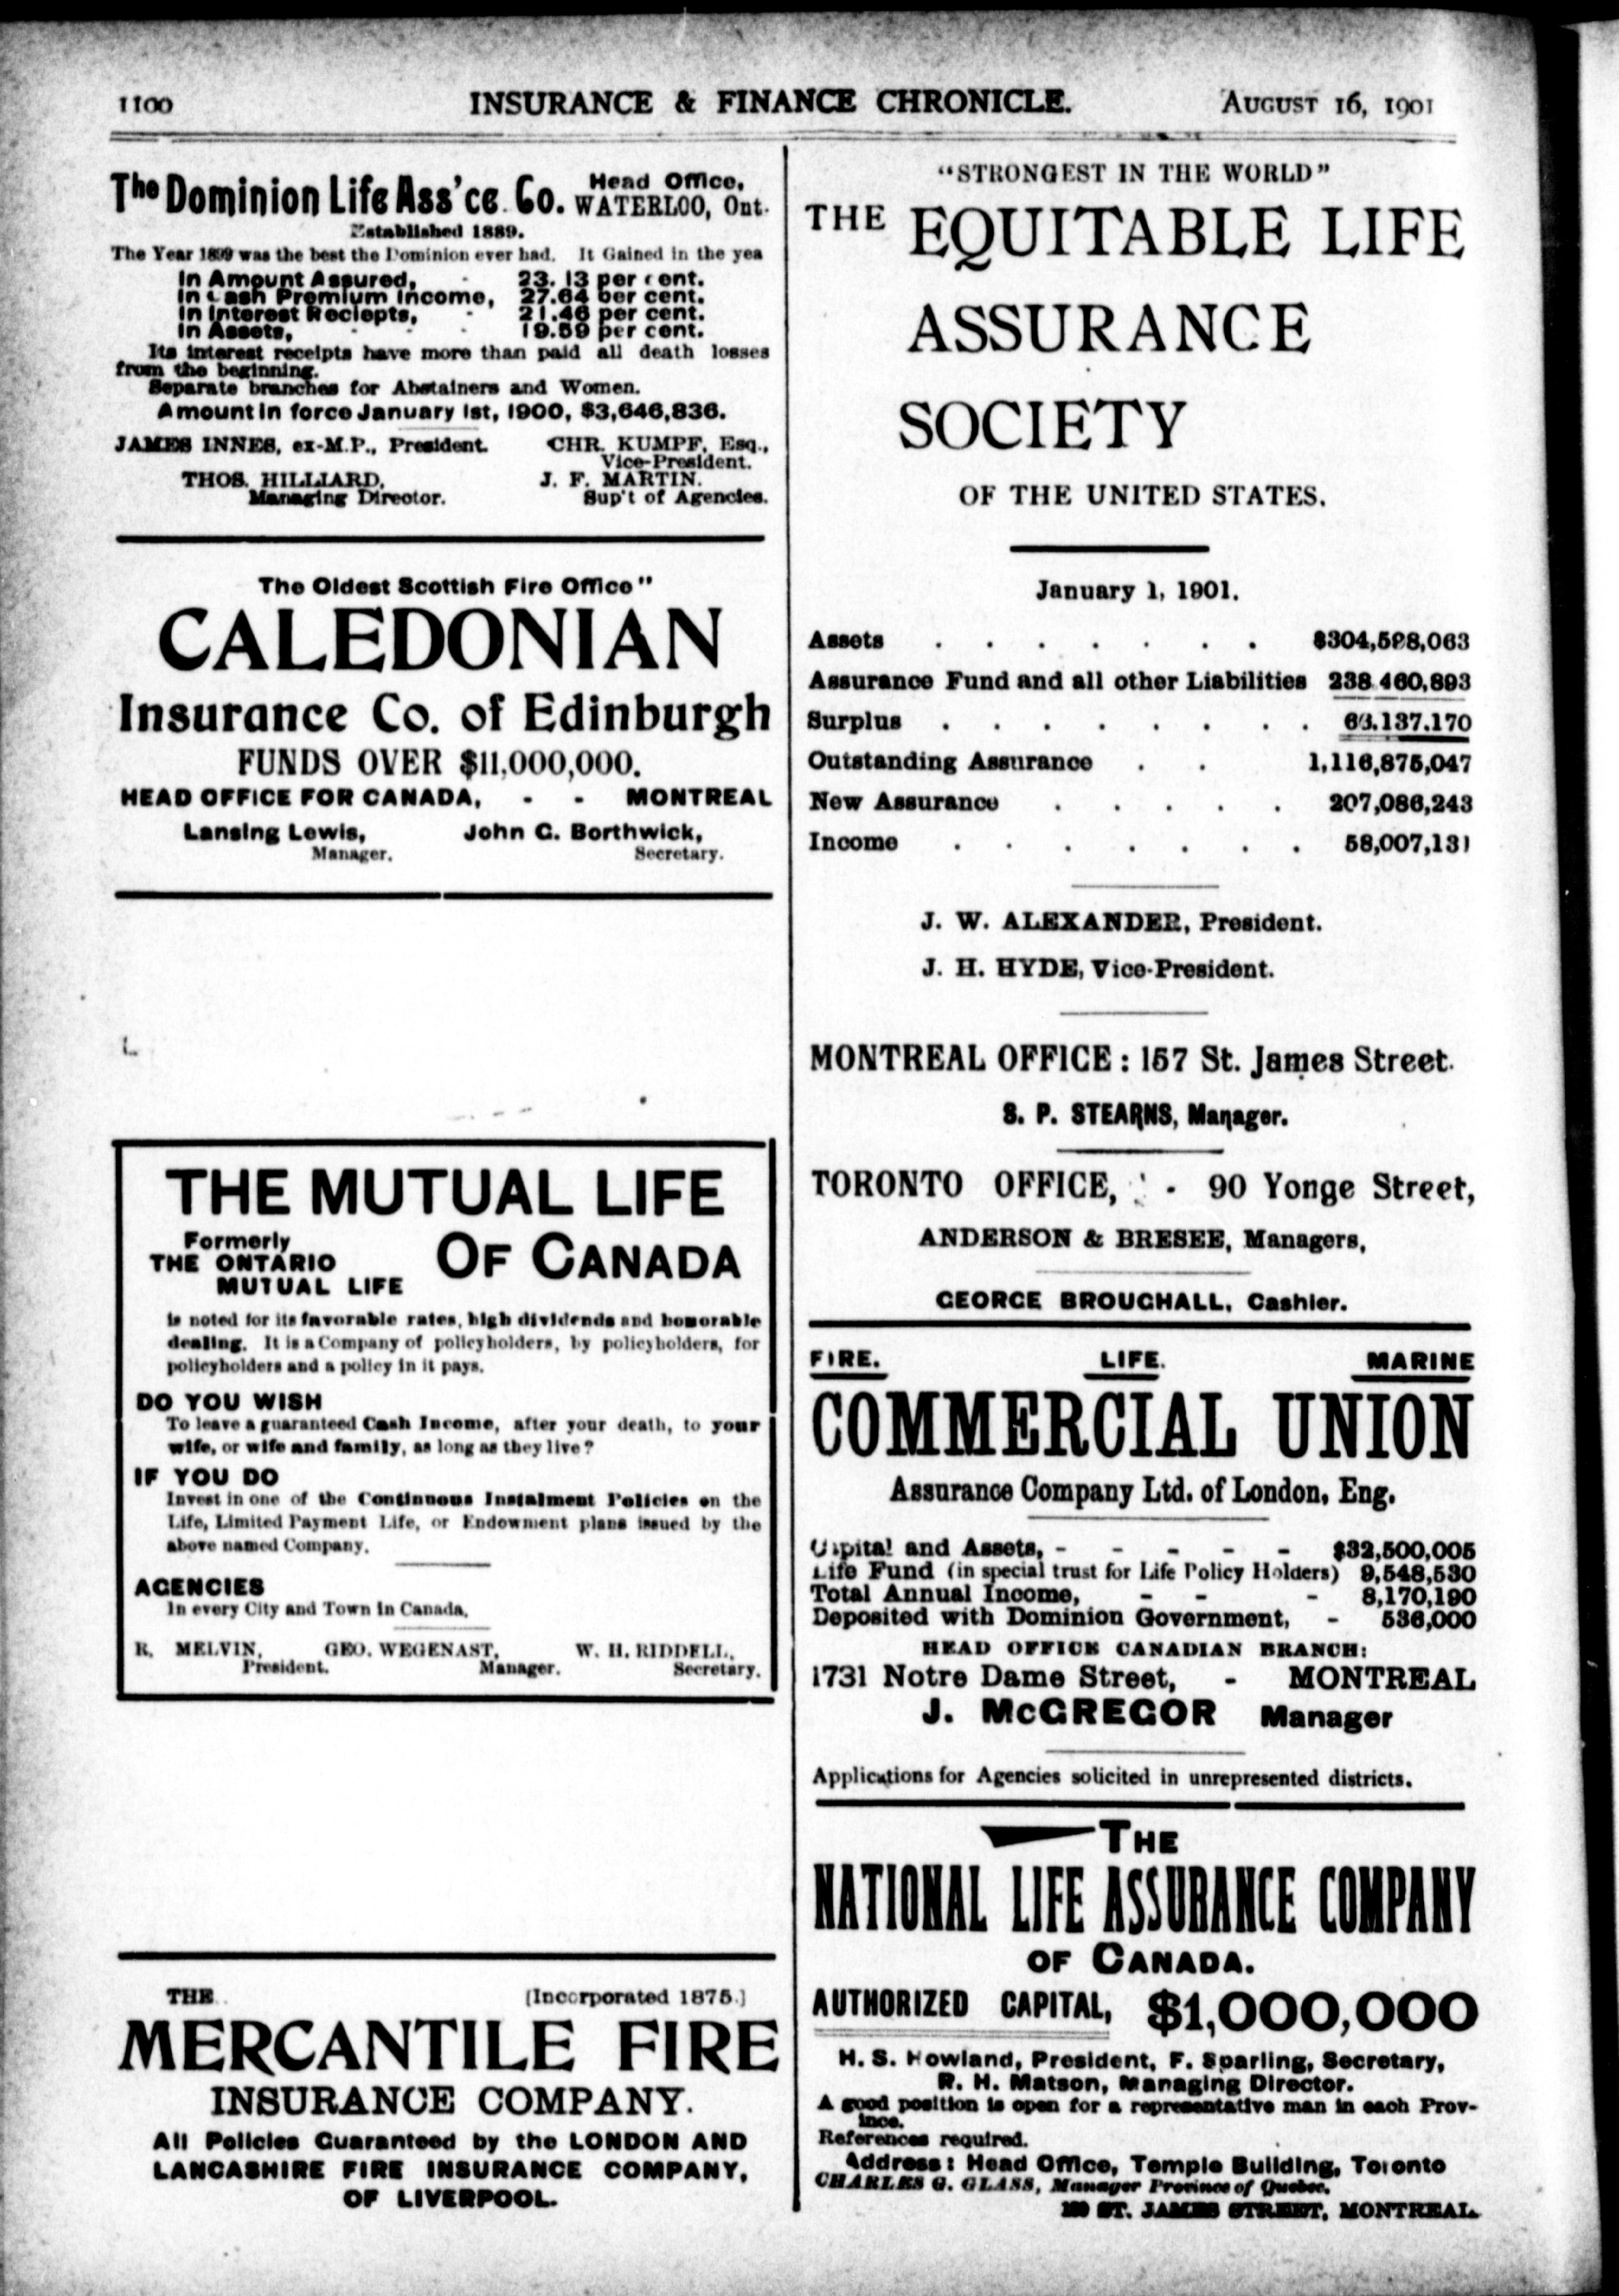 1100 INSURANCE & FINANCE CHRONICLE. AUGUST 16, 1901
The Dominion Life Ass'ce. Co. Head Office,
WATERLOO, Ont.
Established 1889.
The Year 1899 was the best the Dominion ever had. It Gained in the yea
In Amount Assured, - 23.13 per cent.
In Cash Premium Income, 27.64 per cent.
In Interest Reciepts, - 21.46 per cent.
In Assets, - - - 19.59 per cent.
Its interest receipts have more than paid all death losses
from the beginning.
Separate branches for Abstainers and Women.
Amount in force January 1st, 1900, $3,646,836.
JAMES INNES, ex-M.P., President. CHR. KUMPF, Esq.,
Vice-President.
THOS. HILLIARD, J. F. MARTIN.
Managing Director. Sup't of Agencies.
The Oldest Scottish Fire Office"
CALEDONIAN
Insurance Co. of Edinburgh
FUNDS OVER $11,000,000.
HEAD OFFICE FOR CANADA, - - MONTREAL
Lansing Lewis, John G. Borthwick,
Manager. Secretary.
THE MUTUAL LIFE
Formerly
THE ONTARIO
MUTUAL LIFE
OF CANADA
is noted for its favorable rates, high dividends and honorable
dealing. It is a Company of policyholders, by policyholders, for
policyholders and a policy in it pays.
DO YOU WISH
To leave a guaranteed Cash Income, after your death, to your
wife, or wife and family, as long as they live?
IF YOU DO
Invest in one of the Continuous Instalment Policies on the
Life, Limited Payment Life, or Endowment plans issued by the
above named Company.
AGENCIES
In every City and Town in Canada,
R. MELVIN, GEO. WEGENAST, W. H. RIDDELL,
President. Manager. Secretary.
THE (Incorporated 1875.)
MERCANTILE FIRE
INSURANCE COMPANY.
All Policies Guaranteed by the LONDON AND
LANCASHIRE FIRE INSURANCE COMPANY,
OF LIVERPOOL.
"STRONGEST IN THE WORLD"
THE EQUITABLE LIFE
ASSURANCE
SOCIETY
OF THE UNITED STATES.
January 1, 1901.
Assets . . . . . . . $304,598,063
Assurance Fund and all other Liabilities 238 460,893
Surplus . . . . . . . . 66.137.170
Outstanding Assurance . . 1,116,875,047
New Assurance . . . . . 207,086,243
Income . . . . . . . 58,007,131
J. W. ALEXANDER, President.
J. H. HYDE, Vice-President.
MONTREAL OFFICE : 157 St. James Street.
S. P. STEARNS, Manager.
TORONTO OFFICE, - 90 Yonge Street,
ANDERSON & BRESEE, Managers,
GEORGE BROUGHALL, Cashier.
FIRE. LIFE. MARINE
COMMERCIAL UNION
Assurance Company Ltd. of London, Eng.
Capital and Assets, - - - - - $32,500,005
Life Fund (in special trust for Life Policy Holders) 9,548,530
Total Annual Income, - - - 8,170,190
Deposited with Dominion Government, - 536,000
HEAD OFFICE CANADIAN BRANCH:
1731 Notre Dame Street, - MONTREAL
J. McGREGOR Manager
Applications for Agencies solicited in unrepresented districts.
THE
NATIONAL LIFE ASSURANCE COMPANY
OF CANADA.
AUTHORIZED CAPITAL, $1,000,000
H. S. Howland, President, F. Sparling, Secretary,
R. H. Matson, Managing Director.
A good position is open for a representative man in each Prov-
ince.
References required.
Address: Head Office, Temple Building, Toronto
CHARLES G. GLASS, Manager Province of Quebec.
ST. JAMES STREET, MONTREAL.